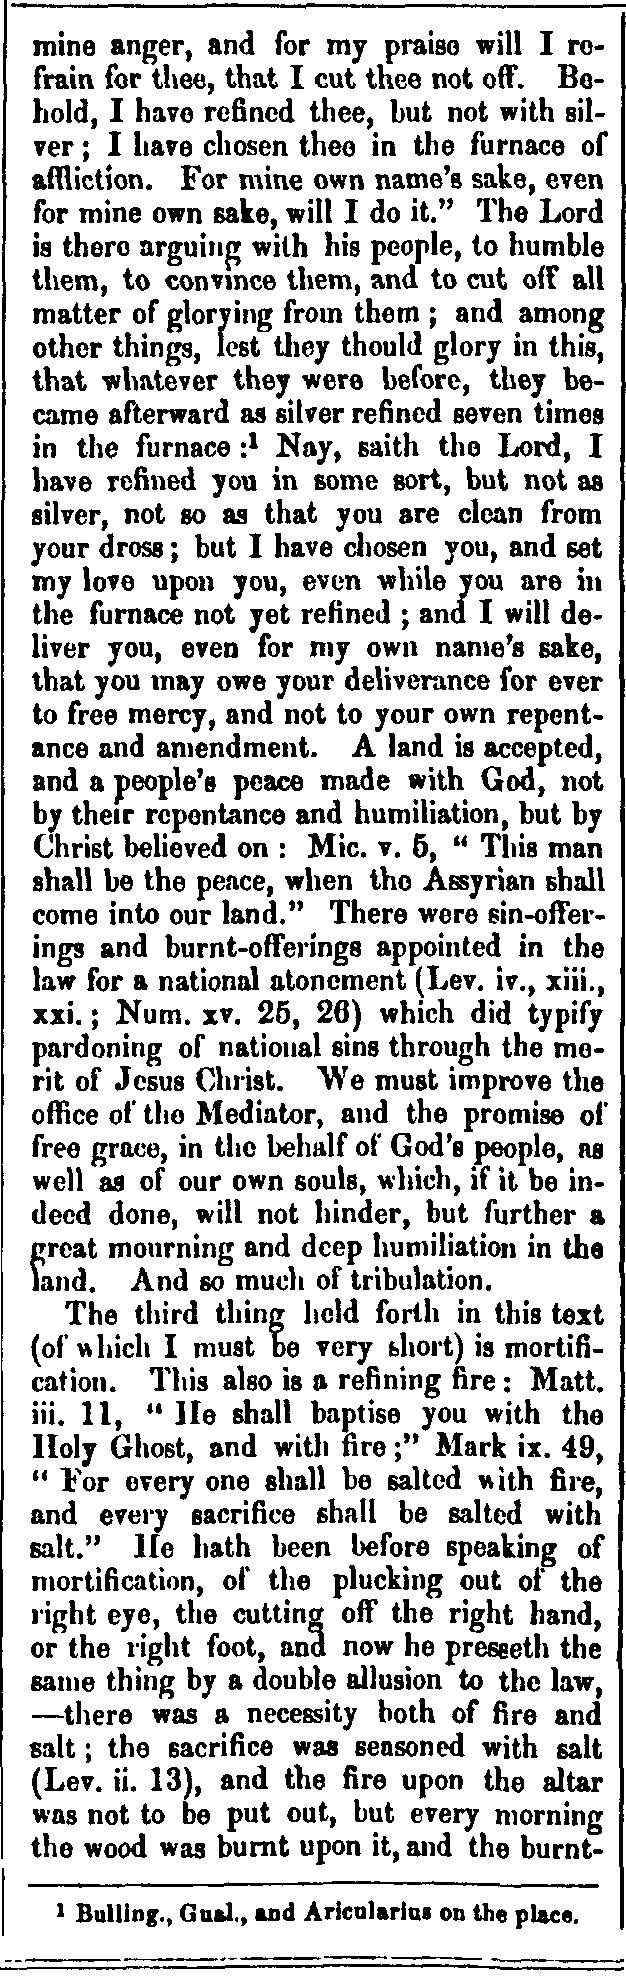 mine anger, and for my praise will I re-
frain for thee, that I cut thee not off. Be-
hold, I have refined thee, but not with sil-
ver; I have chosen thee in the furnace of
affliction. For mine own name's sake, even
for mine own sake, will I do it." The Lord
is there arguing with his people, to humble
them, to convince them, and to cut off all
matter of glorying from them; and among
other things, lest they thould glory in this,
that whatever they were before, they be-
came afterward as silver refined seven times
in the furnace:¹ Nay, saith the Lord, I
have refined you in some sort, but not as
silver, not so as that you are clean from
your dross; but I have chosen you, and set
my love upon you, even while you are in
the furnace not yet refined; and I will de-
liver you, even for my own name's sake,
that you may owe your deliverance for ever
to free mercy, and not to your own repent-
ance and amendment. A land is accepted,
and a people's peace made with God, not
by their repentance and humiliation, but by
Christ believed on: Mic. v. 5, "This man
shall be the peace, when the Assyrian shall
come into our land." There were sin-offer-
ings and burnt-offerings appointed in the
law for a national atonement (Lev. iv., xiii.,
xxi.; Num. xv. 25, 26) which did typify
pardoning of national sins through the me-
rit of Jesus Christ. We must improve the
office of the Mediator, and the promise of
free grace, in the behalf of God's people, as
well as of our own souls, which, if it be in-
deed done, will not hinder, but further a
great mourning and deep humiliation in the
land. And so much of tribulation.
The third thing held forth in this text
(of which I must be very short) is mortifi-
cation. This also is a refining fire: Matt.
iii. 11, "He shall baptise you with the
Holy Ghost, and with fire;" Mark ix. 49,
"For every one shall be salted with fire,
and every sacrifice shall be salted with
salt." He hath been before speaking of
mortification, of the plucking out of the
right eye, the cutting off the right hand,
or the right foot, and now he presseth the
same thing by a double allusion to the law,
—there was a necessity both of fire and
salt; the sacrifice was seasoned with salt
(Lev. ii. 13), and the fire upon the altar
was not to be put out, but every morning
the wood was burnt upon it, and the burnt-
¹ Bulling., Gual., and Aricularius on the place.